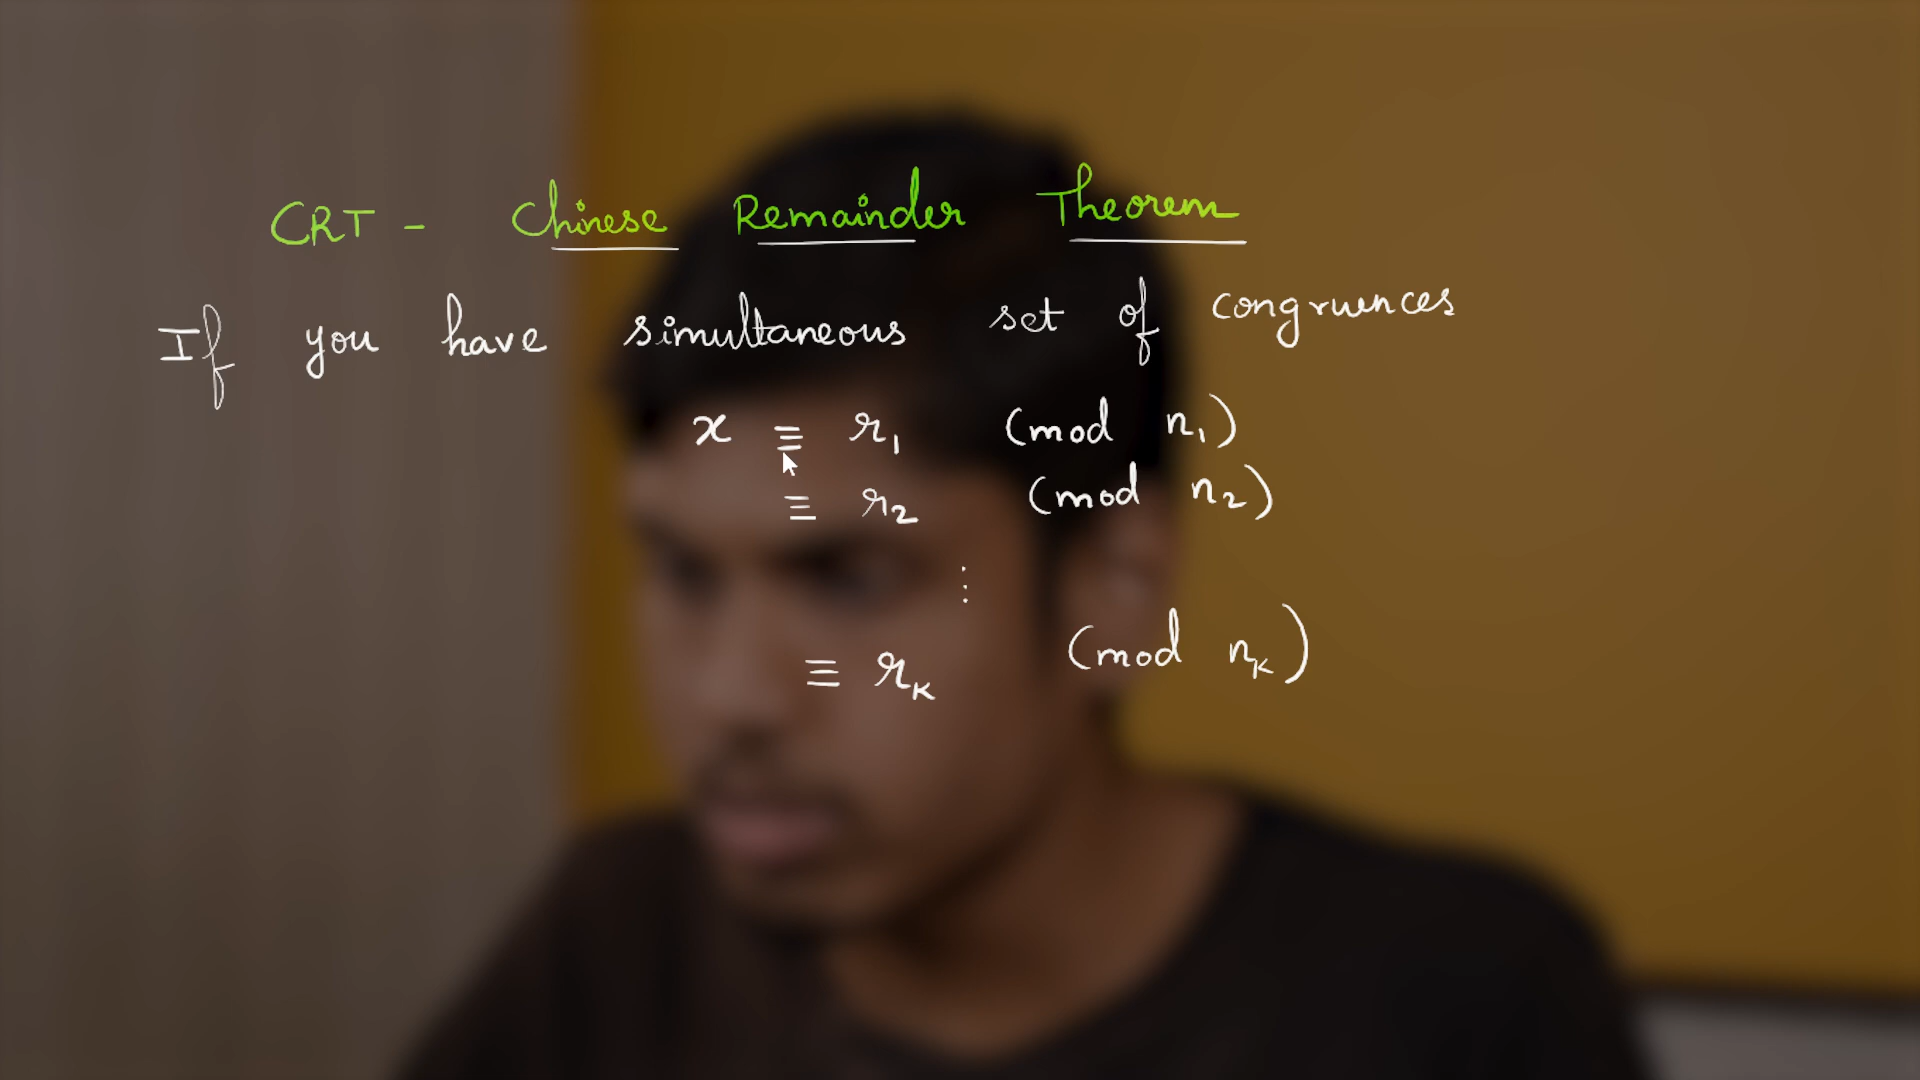 CRT - Chinese Remainder Theorem
If you have simultaneous set of congruences
x ≡ r₁ (mod n₁)
≡ r₂ (mod n₂)
⋮
≡ rₖ (mod nₖ)